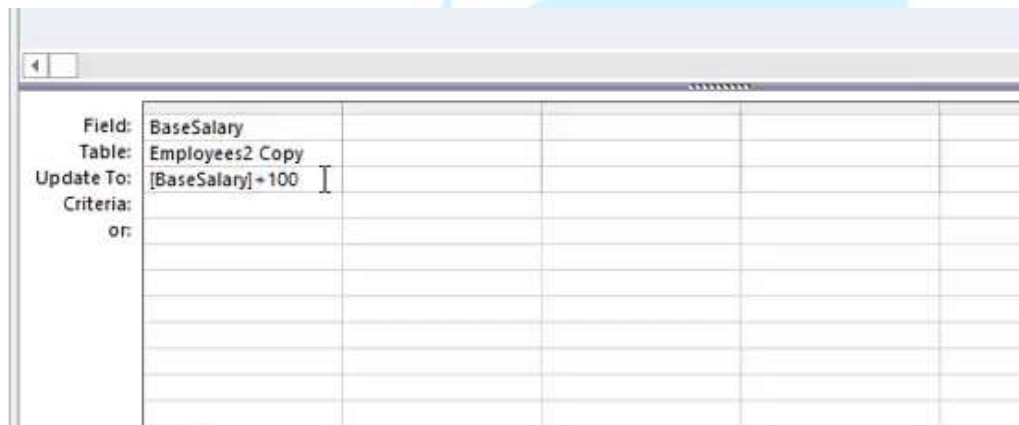 Field: BaseSalary
Table: Employees2 Copy
Update To: [BaseSalary]+100
Criteria:
or: